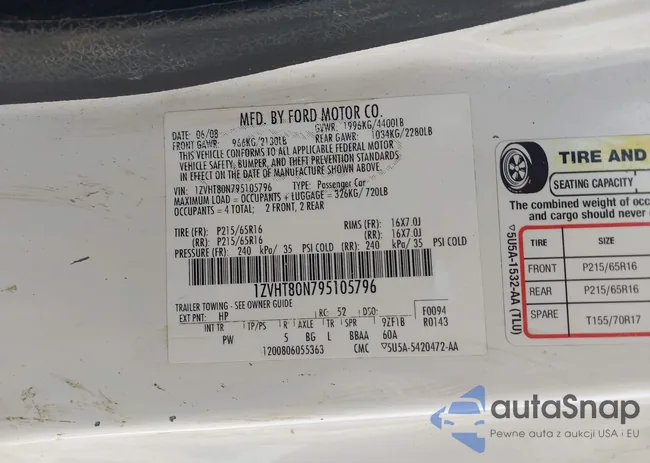 MFD. BY FORD MOTOR CO.
DATE: 06/08 GVWR: 1996KG/4400LB
FRONT GAWR: 966KG/2130LB REAR GAWR: 1034KG/2280LB
THIS VEHICLE CONFORMS TO ALL APPLICABLE FEDERAL MOTOR
VEHICLE SAFETY, BUMPER, AND THEFT PREVENTION STANDARDS
IN EFFECT ON THE DATE OF MANUFACTURE SHOWN ABOVE.
VIN: 1ZVHT80N795105796 TYPE: Passenger Car
MAXIMUM LOAD = OCCUPANTS + LUGGAGE = 326KG/720LB
OCCUPANTS = 4 TOTAL; 2 FRONT, 2 REAR
TIRE (FR): P215/65R16 RIMS (FR): 16X7.0J
(RR): P215/65R16 (RR): 16X7.0J
PRESSURE (FR): 240 kPa/ 35 PSI COLD (RR): 240 kPa/ 35 PSI COLD
1ZVHT80N795105796
TRAILER TOWING - SEE OWNER GUIDE
EXT PNT: HP RC: 52 DSO: F0094
INT TR TP/PS R AXLE TR SPR 9ZF1B R0143
PW 5 BG L BBAA 60A
1200806055363 CMC 5U5A-5420472-AA
5U5A-1532-AA (TLU)
TIRE AND
SEATING CAPACITY
The combined weight of occ
and cargo should never
TIRE SIZE
FRONT P215/65R16
REAR P215/65R16
SPARE T155/70R17
autoSnap
Pewne auta z aukcji USA i EU